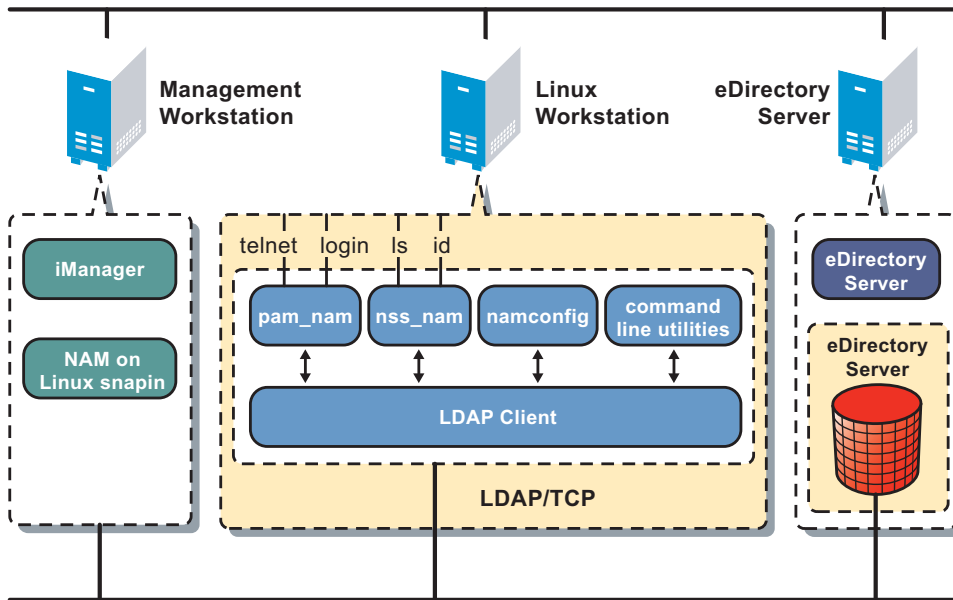 Management
Workstation
Linux
Workstation
eDirectory
Server
telnet
login
ls
id
iManager
NAM on
Linux snapin
pam_nam
nss_nam
namconfig
command
line utilities
LDAP Client
LDAP/TCP
eDirectory
Server
eDirectory
Server